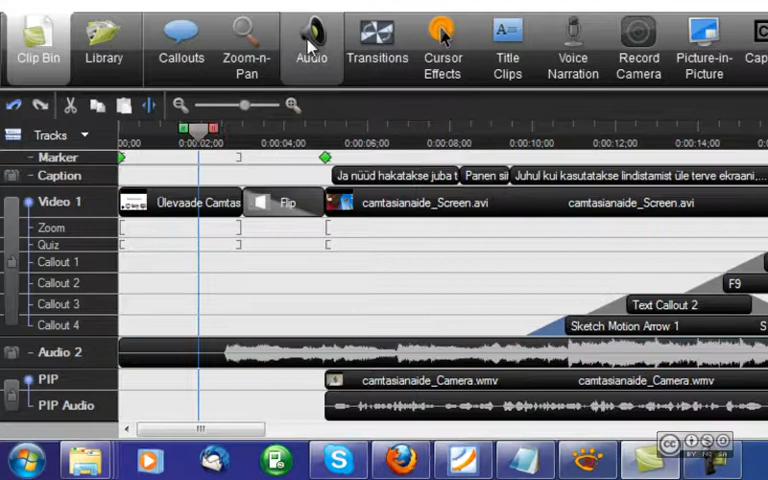 Clip Bin
Library
Callouts
Zoom-n-
Pan
Audio
Transitions
Cursor
Effects
Title
Clips
Voice
Narration
Record
Camera
Picture-in-
Picture
Cap
Tracks
00;00 0:00:02;00 0:00:04;00 0:00:06;00 0:00:08;00 0:00:10;00 0:00:12;00 0:00:14;00
Marker
Caption Ja nüüd hakatakse juba t Panen sil Juhul kui kasutatakse lindistamist üle terve ekraani,...
Video 1 Ülevaade Camtas Flip camtasianaide_Screen.avi camtasianaide_Screen.avi
Zoom
Quiz
Callout 1
Callout 2 F9
Callout 3 Text Callout 2
Callout 4 Sketch Motion Arrow 1 S
Audio 2
PIP camtasianaide_Camera.wmv camtasianaide_Camera.wmv
PIP Audio